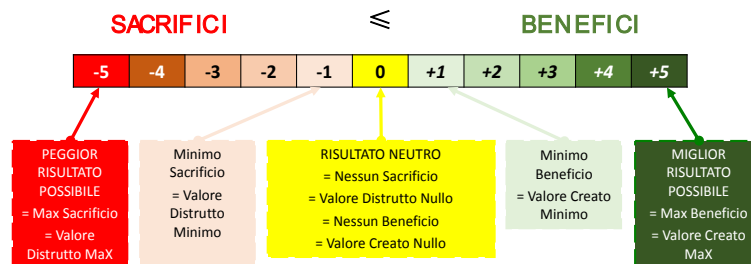 SACRIFICI ≤ BENEFICI
-5 -4 -3 -2 -1 0 +1 +2 +3 +4 +5
PEGGIOR
RISULTATO
POSSIBILE
= Max Sacrificio
= Valore
Distrutto MaX
Minimo
Sacrificio
= Valore
Distrutto
Minimo
RISULTATO NEUTRO
= Nessun Sacrificio
= Valore Distrutto Nullo
= Nessun Beneficio
= Valore Creato Nullo
Minimo
Beneficio
= Valore Creato
Minimo
MIGLIOR
RISULTATO
POSSIBILE
= Max Beneficio
= Valore Creato
MaX